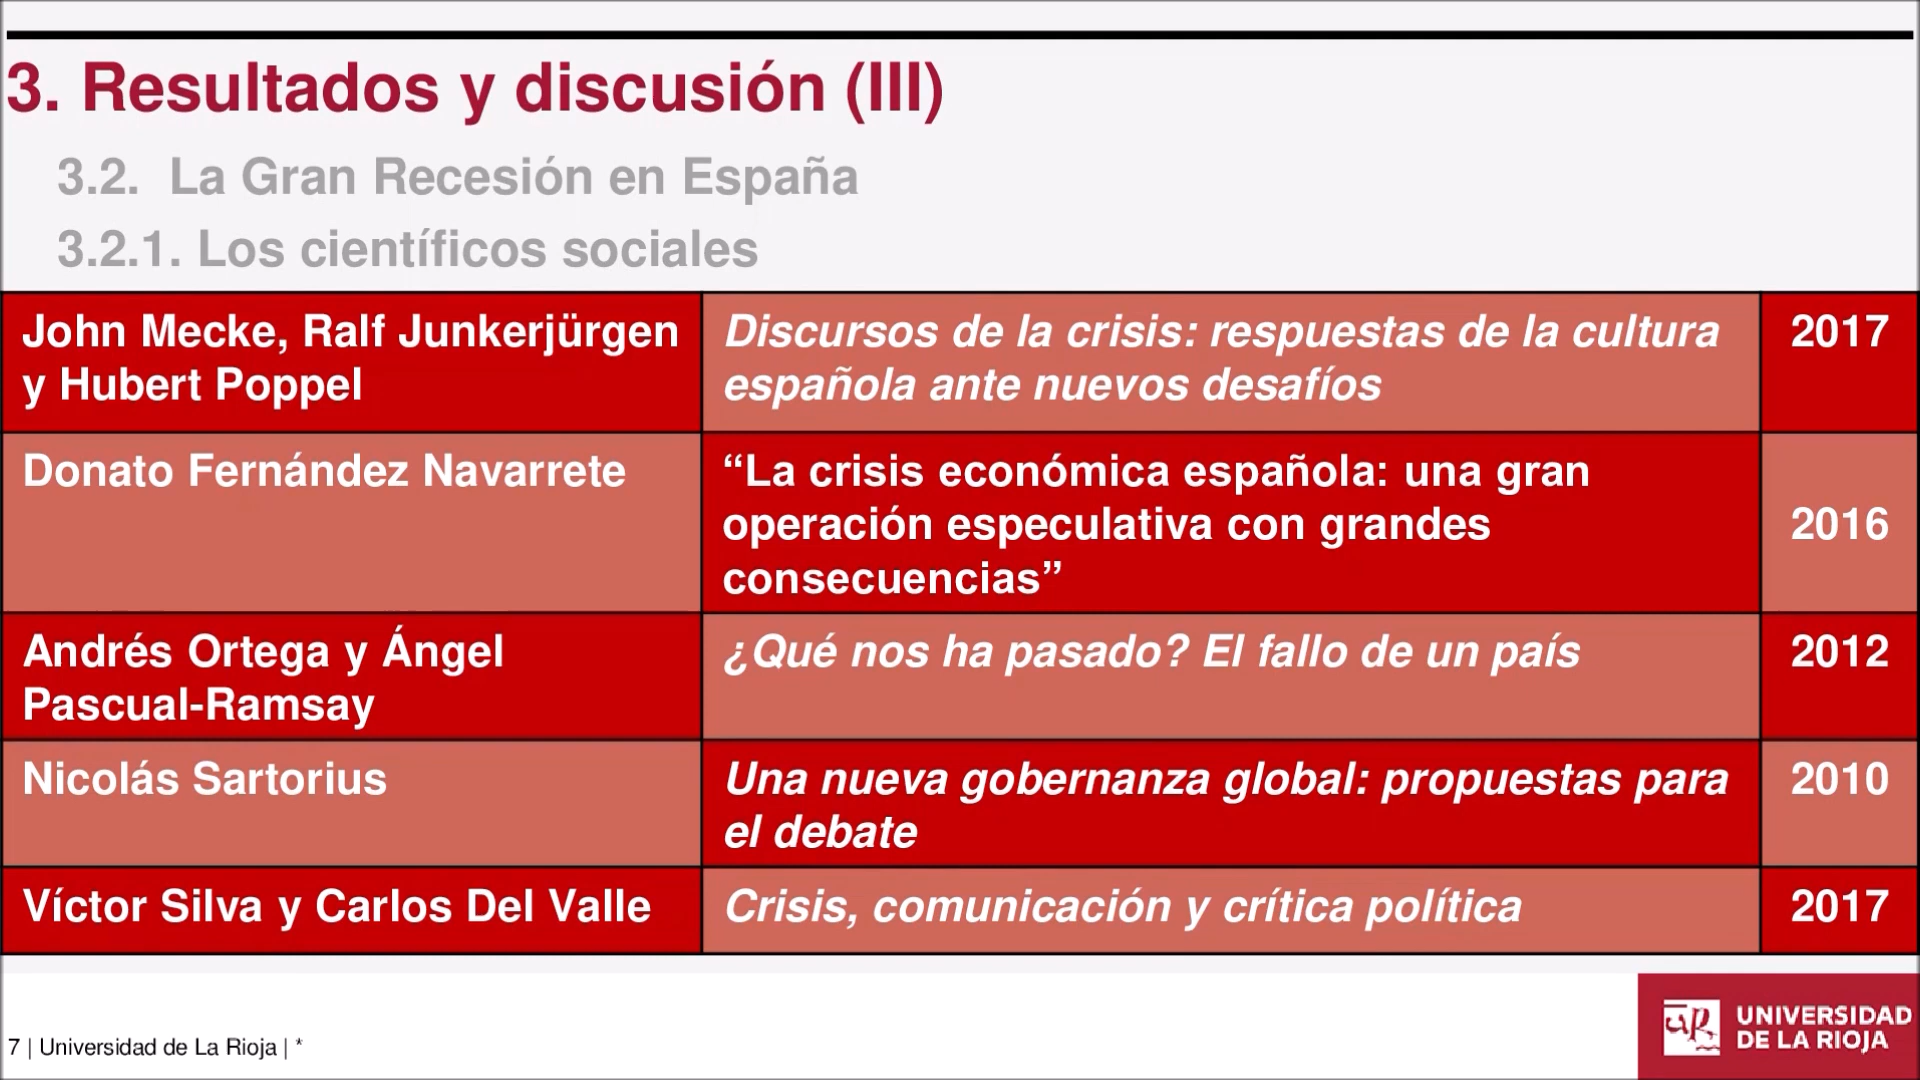 3. Resultados y discusión (III)
3.2. La Gran Recesión en España
3.2.1. Los científicos sociales
John Mecke, Ralf Junkerjürgen
y Hubert Poppel
Discursos de la crisis: respuestas de la cultura
española ante nuevos desafíos
2017
Donato Fernández Navarrete
“La crisis económica española: una gran
operación especulativa con grandes
consecuencias”
2016
Andrés Ortega y Ángel
Pascual-Ramsay
¿Qué nos ha pasado? El fallo de un país
2012
Nicolás Sartorius
Una nueva gobernanza global: propuestas para
el debate
2010
Víctor Silva y Carlos Del Valle
Crisis, comunicación y crítica política
2017
7 | Universidad de La Rioja | *
UNIVERSIDAD
DE LA RIOJA